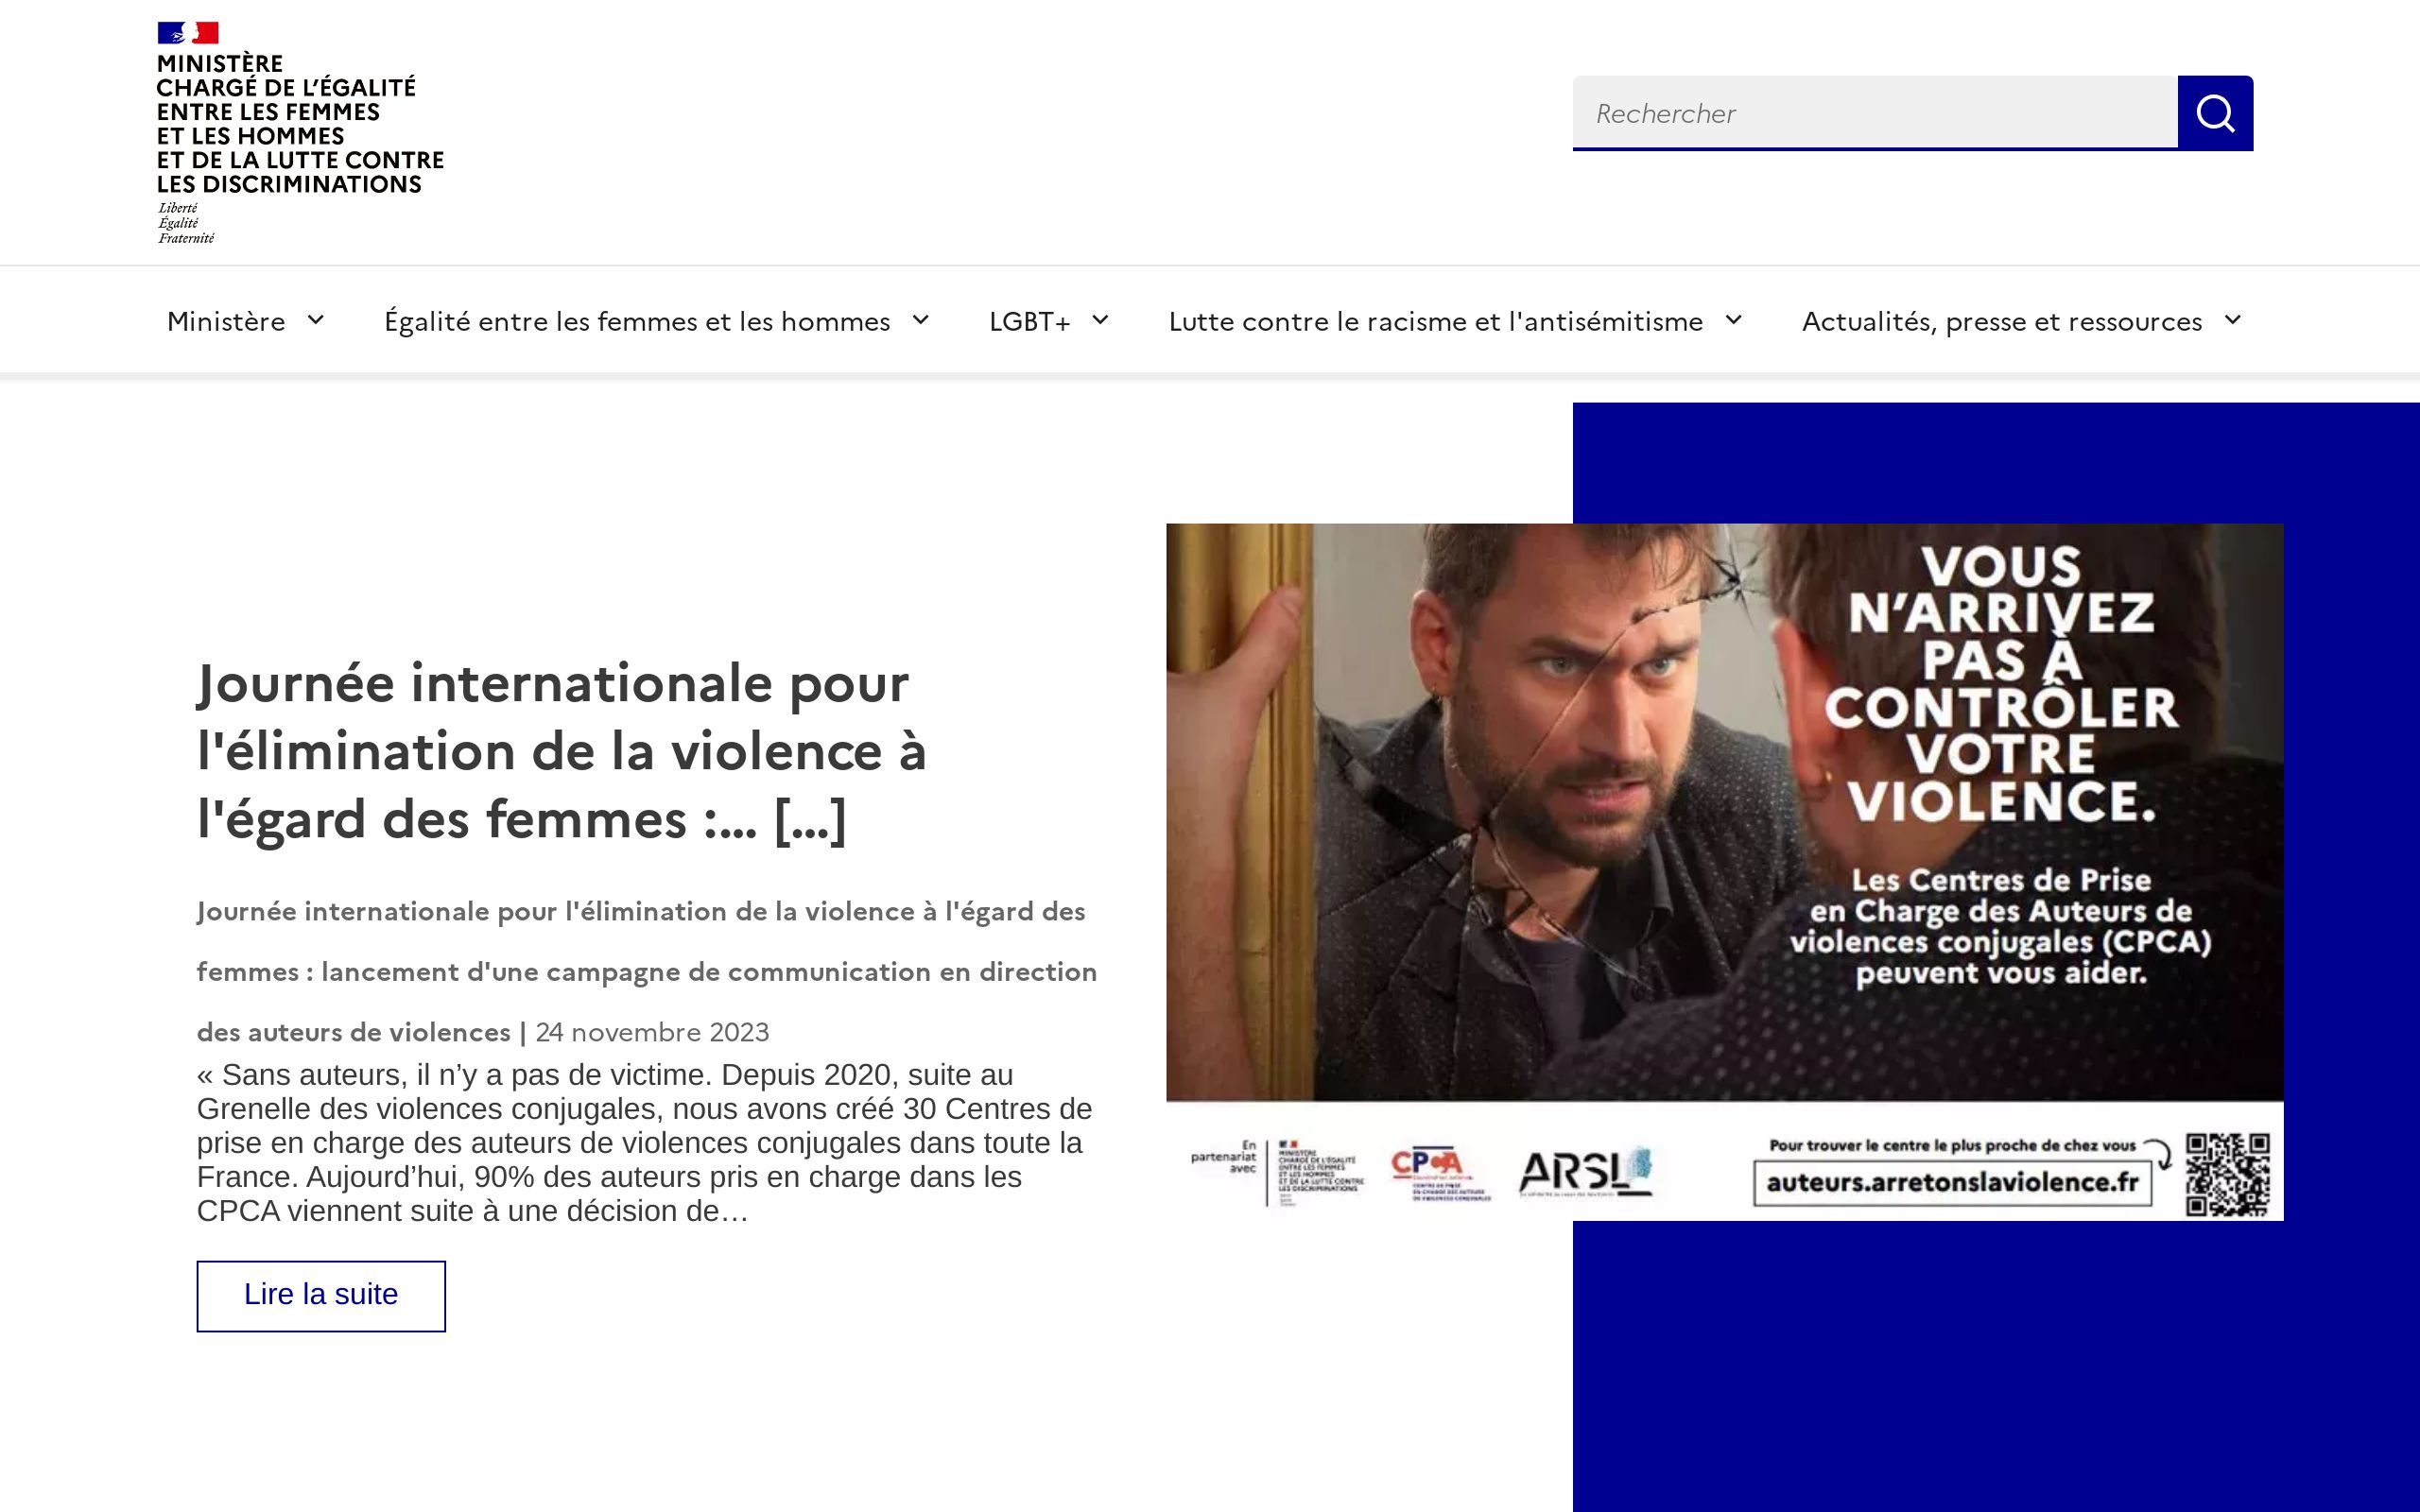 MINISTÈRE
CHARGÉ DE L'ÉGALITÉ
ENTRE LES FEMMES
ET LES HOMMES
ET DE LA LUTTE CONTRE
LES DISCRIMINATIONS
Liberté
Égalité
Fraternité
Rechercher
Ministère
Égalité entre les femmes et les hommes
LGBT+
Lutte contre le racisme et l'antisémitisme
Actualités, presse et ressources
Journée internationale pour
l'élimination de la violence à
l'égard des femmes :... [...]
Journée internationale pour l'élimination de la violence à l'égard des
femmes : lancement d'une campagne de communication en direction
des auteurs de violences | 24 novembre 2023
« Sans auteurs, il n’y a pas de victime. Depuis 2020, suite au
Grenelle des violences conjugales, nous avons créé 30 Centres de
prise en charge des auteurs de violences conjugales dans toute la
France. Aujourd’hui, 90% des auteurs pris en charge dans les
CPCA viennent suite à une décision de…
Lire la suite
VOUS
N’ARRIVEZ
PAS À
CONTRÔLER
VOTRE
VIOLENCE.
Les Centres de Prise
en Charge des Auteurs de
violences conjugales (CPCA)
peuvent vous aider.
En
partenariat
avec
MINISTÈRE
CHARGÉ DE L'ÉGALITÉ
ENTRE LES FEMMES
ET LES HOMMES
ET DE LA LUTTE CONTRE
LES DISCRIMINATIONS
CPCA
ARSL
Pour trouver le centre le plus proche de chez vous
auteurs.arretonslaviolence.fr